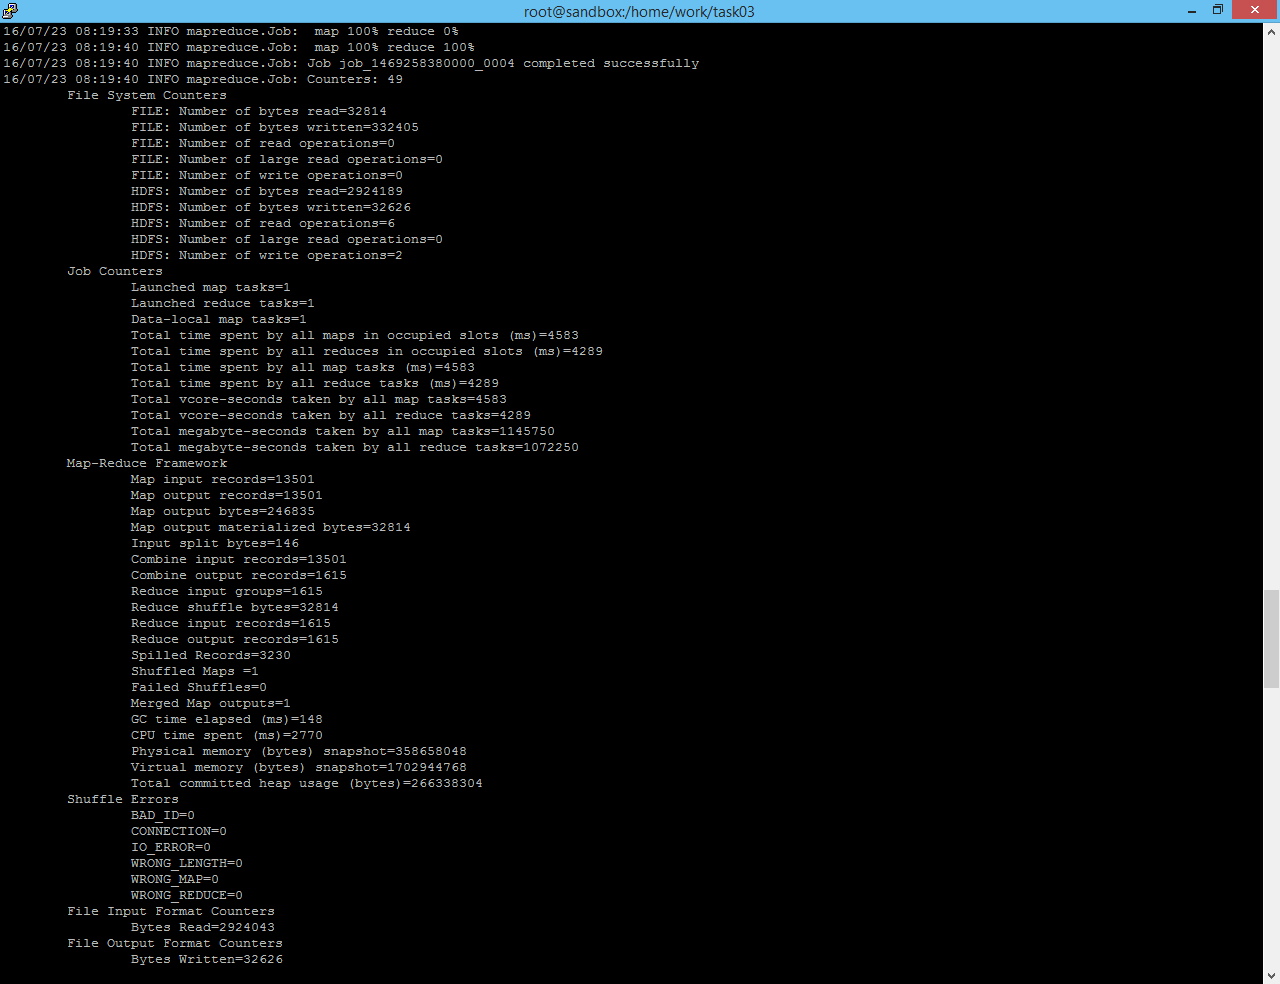 root@sandbox:/home/work/task03
16/07/23 08:19:33 INFO mapreduce.Job:  map 100% reduce 0%
16/07/23 08:19:40 INFO mapreduce.Job:  map 100% reduce 100%
16/07/23 08:19:40 INFO mapreduce.Job: Job job_1469258380000_0004 completed successfully
16/07/23 08:19:40 INFO mapreduce.Job: Counters: 49
File System Counters
FILE: Number of bytes read=32814
FILE: Number of bytes written=332405
FILE: Number of read operations=0
FILE: Number of large read operations=0
FILE: Number of write operations=0
HDFS: Number of bytes read=2924189
HDFS: Number of bytes written=32626
HDFS: Number of read operations=6
HDFS: Number of large read operations=0
HDFS: Number of write operations=2
Job Counters
Launched map tasks=1
Launched reduce tasks=1
Data-local map tasks=1
Total time spent by all maps in occupied slots (ms)=4583
Total time spent by all reduces in occupied slots (ms)=4289
Total time spent by all map tasks (ms)=4583
Total time spent by all reduce tasks (ms)=4289
Total vcore-seconds taken by all map tasks=4583
Total vcore-seconds taken by all reduce tasks=4289
Total megabyte-seconds taken by all map tasks=1145750
Total megabyte-seconds taken by all reduce tasks=1072250
Map-Reduce Framework
Map input records=13501
Map output records=13501
Map output bytes=246835
Map output materialized bytes=32814
Input split bytes=146
Combine input records=13501
Combine output records=1615
Reduce input groups=1615
Reduce shuffle bytes=32814
Reduce input records=1615
Reduce output records=1615
Spilled Records=3230
Shuffled Maps =1
Failed Shuffles=0
Merged Map outputs=1
GC time elapsed (ms)=148
CPU time spent (ms)=2770
Physical memory (bytes) snapshot=358658048
Virtual memory (bytes) snapshot=1702944768
Total committed heap usage (bytes)=266338304
Shuffle Errors
BAD_ID=0
CONNECTION=0
IO_ERROR=0
WRONG_LENGTH=0
WRONG_MAP=0
WRONG_REDUCE=0
File Input Format Counters
Bytes Read=2924043
File Output Format Counters
Bytes Written=32626